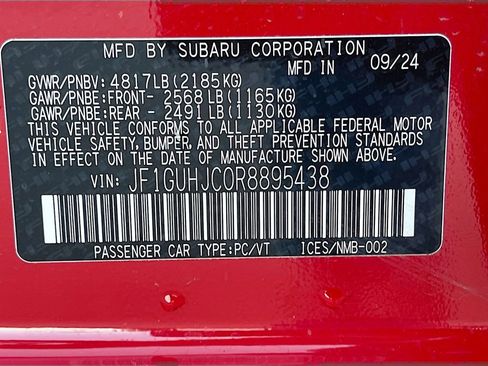 MFD BY SUBARU CORPORATION
MFD IN 09/24
GVWR/PNBV: 4817LB(2185KG)
GAWR/PNBE:FRONT- 2568LB(1165KG)
GAWR/PNBE:REAR - 2491LB(1130KG)
THIS VEHICLE CONFORMS TO ALL APPLICABLE FEDERAL MOTOR
VEHICLE SAFETY, BUMPER, AND THEFT PREVENTION STANDARDS
IN EFFECT ON THE DATE OF MANUFACTURE SHOWN ABOVE.
VIN: JF1GUHJC0R8895438
PASSENGER CAR TYPE:PC/VT ICES/NMB-002